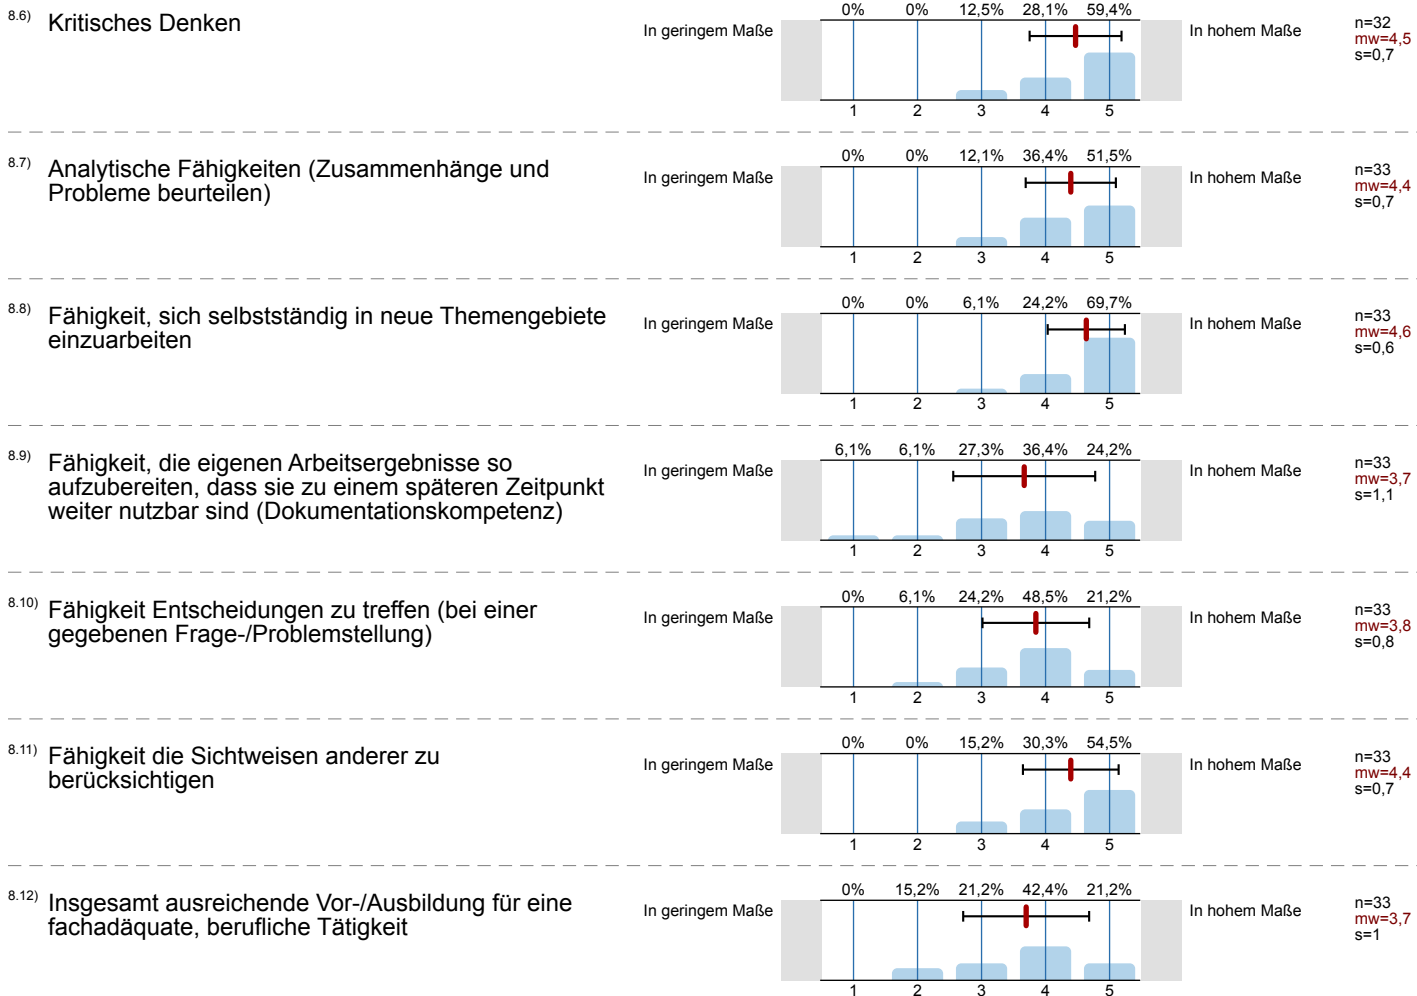 8.6) Kritisches Denken
In geringem Maße
0% 0% 12,5% 28,1% 59,4%
1 2 3 4 5
In hohem Maße
n=32
mw=4,5
s=0,7
8.7) Analytische Fähigkeiten (Zusammenhänge und
Probleme beurteilen)
In geringem Maße
0% 0% 12,1% 36,4% 51,5%
1 2 3 4 5
In hohem Maße
n=33
mw=4,4
s=0,7
8.8) Fähigkeit, sich selbstständig in neue Themengebiete
einzuarbeiten
In geringem Maße
0% 0% 6,1% 24,2% 69,7%
1 2 3 4 5
In hohem Maße
n=33
mw=4,6
s=0,6
8.9) Fähigkeit, die eigenen Arbeitsergebnisse so
aufzubereiten, dass sie zu einem späteren Zeitpunkt
weiter nutzbar sind (Dokumentationskompetenz)
In geringem Maße
6,1% 6,1% 27,3% 36,4% 24,2%
1 2 3 4 5
In hohem Maße
n=33
mw=3,7
s=1,1
8.10) Fähigkeit Entscheidungen zu treffen (bei einer
gegebenen Frage-/Problemstellung)
In geringem Maße
0% 6,1% 24,2% 48,5% 21,2%
1 2 3 4 5
In hohem Maße
n=33
mw=3,8
s=0,8
8.11) Fähigkeit die Sichtweisen anderer zu
berücksichtigen
In geringem Maße
0% 0% 15,2% 30,3% 54,5%
1 2 3 4 5
In hohem Maße
n=33
mw=4,4
s=0,7
8.12) Insgesamt ausreichende Vor-/Ausbildung für eine
fachadäquate, berufliche Tätigkeit
In geringem Maße
0% 15,2% 21,2% 42,4% 21,2%
1 2 3 4 5
In hohem Maße
n=33
mw=3,7
s=1